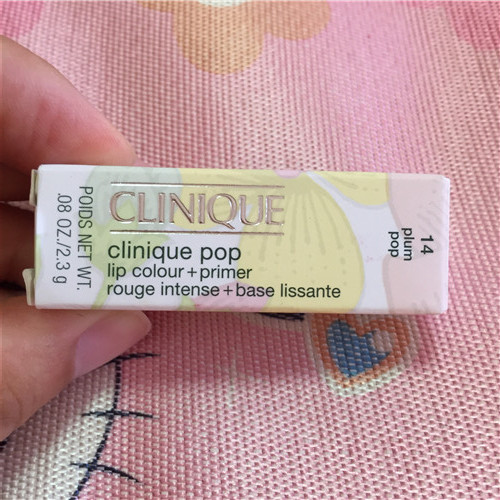 POIDS NET WT.
.08 OZ./2.3 g
CLINIQUE
clinique pop
lip colour + primer
rouge intense + base lissante
14
plum
pop